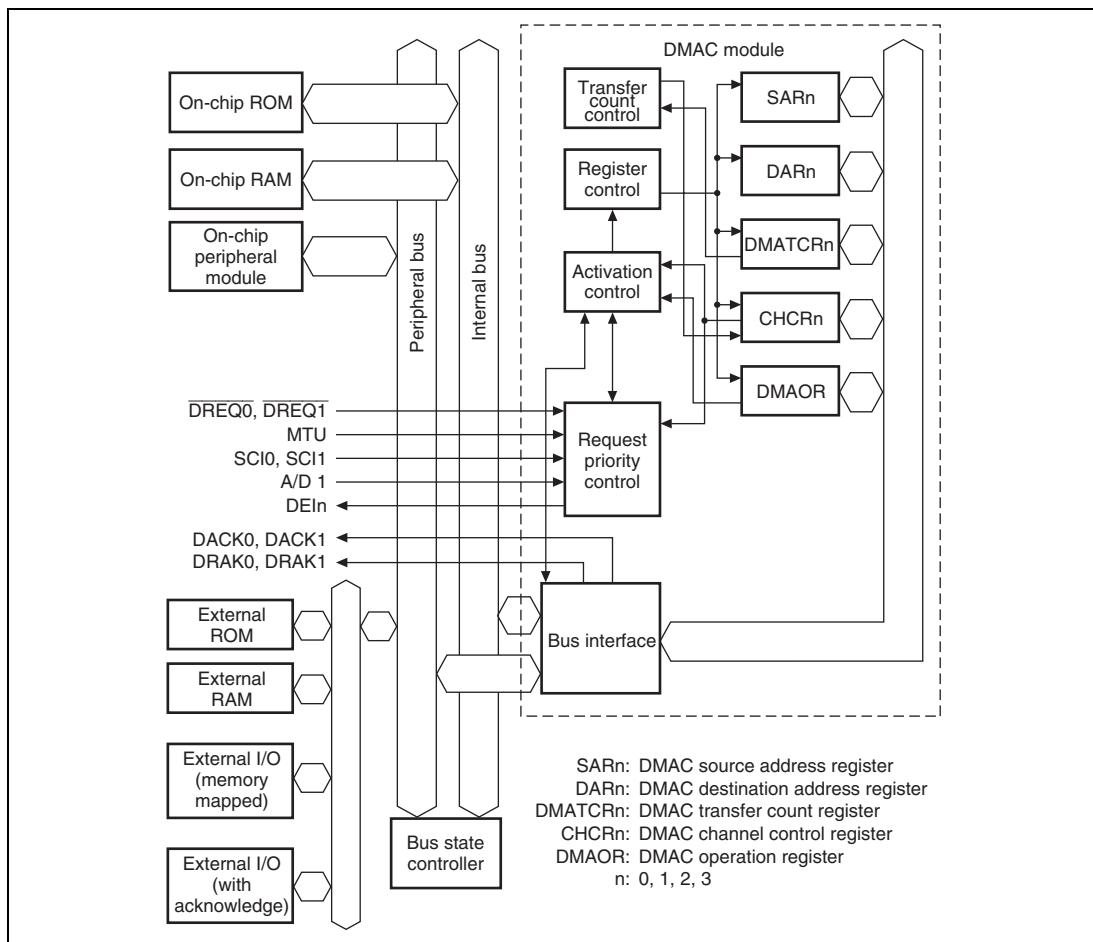 DMAC module
On-chip ROM
On-chip RAM
On-chip
peripheral
module
Peripheral bus
Internal bus
Transfer
count
control
Register
control
Activation
control
Request
priority
control
SARn
DARn
DMATCRn
CHCRn
DMAOR
D̅R̅E̅Q̅0̅, D̅R̅E̅Q̅1̅
MTU
SCI0, SCI1
A/D 1
DEIn
DACK0, DACK1
DRAK0, DRAK1
External
ROM
External
RAM
External I/O
(memory
mapped)
External I/O
(with
acknowledge)
Bus interface
Bus state
controller
SARn: DMAC source address register
DARn: DMAC destination address register
DMATCRn: DMAC transfer count register
CHCRn: DMAC channel control register
DMAOR: DMAC operation register
n: 0, 1, 2, 3